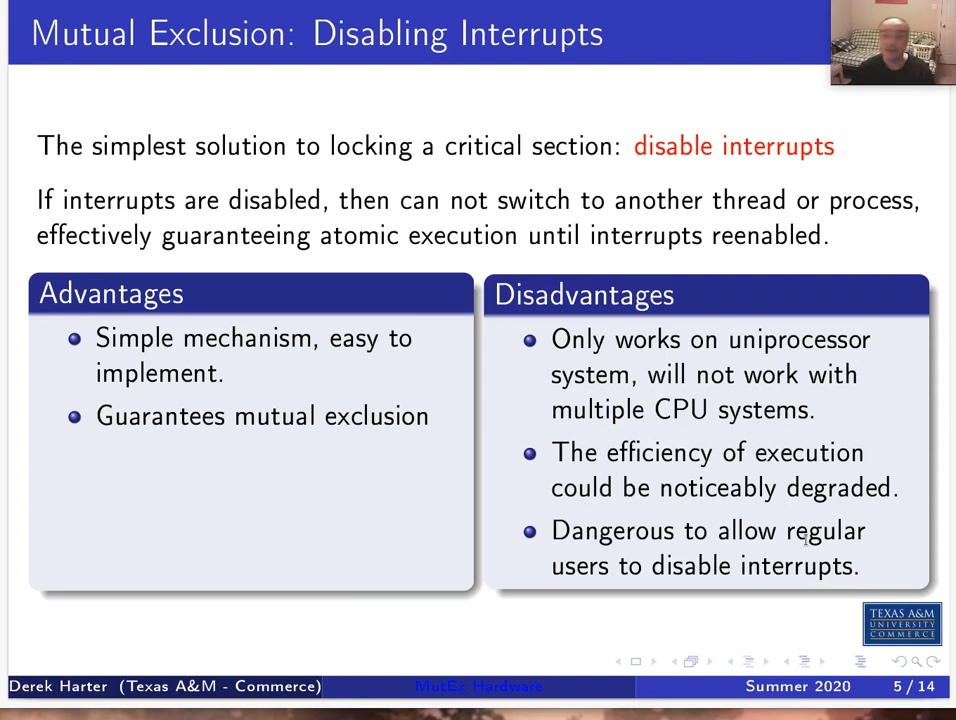 Mutual Exclusion: Disabling Interrupts
The simplest solution to locking a critical section: disable interrupts
If interrupts are disabled, then can not switch to another thread or process,
effectively guaranteeing atomic execution until interrupts reenabled.
Advantages
Simple mechanism, easy to
implement.
Guarantees mutual exclusion
Disadvantages
Only works on uniprocessor
system, will not work with
multiple CPU systems.
The efficiency of execution
could be noticeably degraded.
Dangerous to allow regular
users to disable interrupts.
TEXAS A&M
UNIVERSITY
COMMERCE
Derek Harter (Texas A&M - Commerce)
MutEx Hardware
Summer 2020
5 / 14